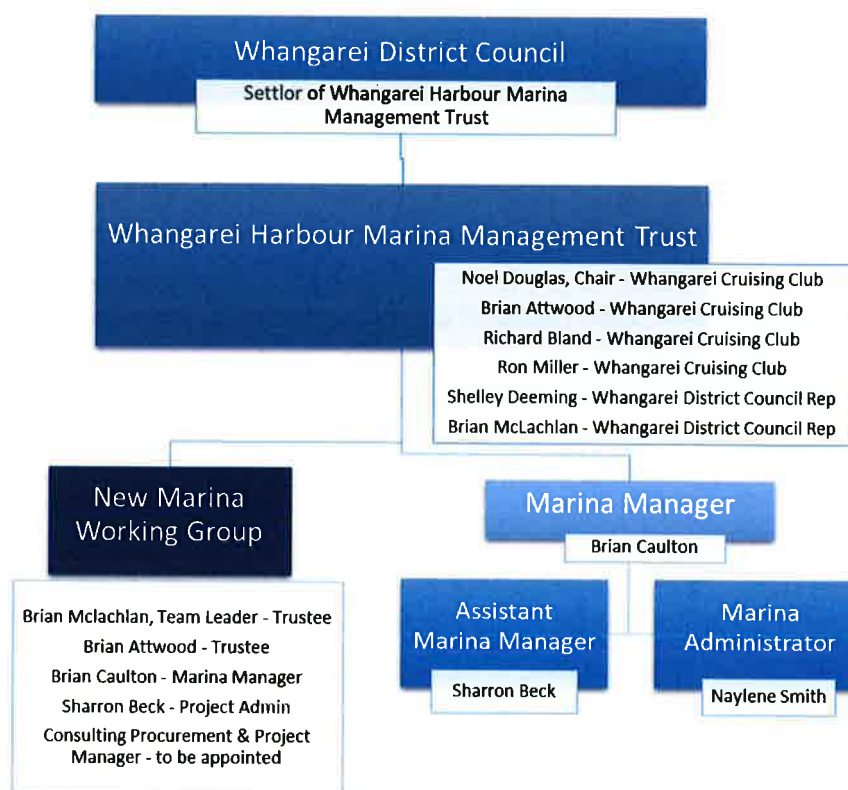 Whangarei District Council
Settlor of Whangarei Harbour Marina
Management Trust
Whangarei Harbour Marina Management Trust
Noel Douglas, Chair - Whangarei Cruising Club
Brian Attwood - Whangarei Cruising Club
Richard Bland - Whangarei Cruising Club
Ron Miller - Whangarei Cruising Club
Shelley Deeming - Whangarei District Council Rep
Brian McLachlan - Whangarei District Council Rep
New Marina
Working Group
Brian Mclachlan, Team Leader - Trustee
Brian Attwood - Trustee
Brian Caulton - Marina Manager
Sharron Beck - Project Admin
Consulting Procurement & Project
Manager - to be appointed
Marina Manager
Brian Caulton
Assistant
Marina Manager
Sharron Beck
Marina
Administrator
Naylene Smith